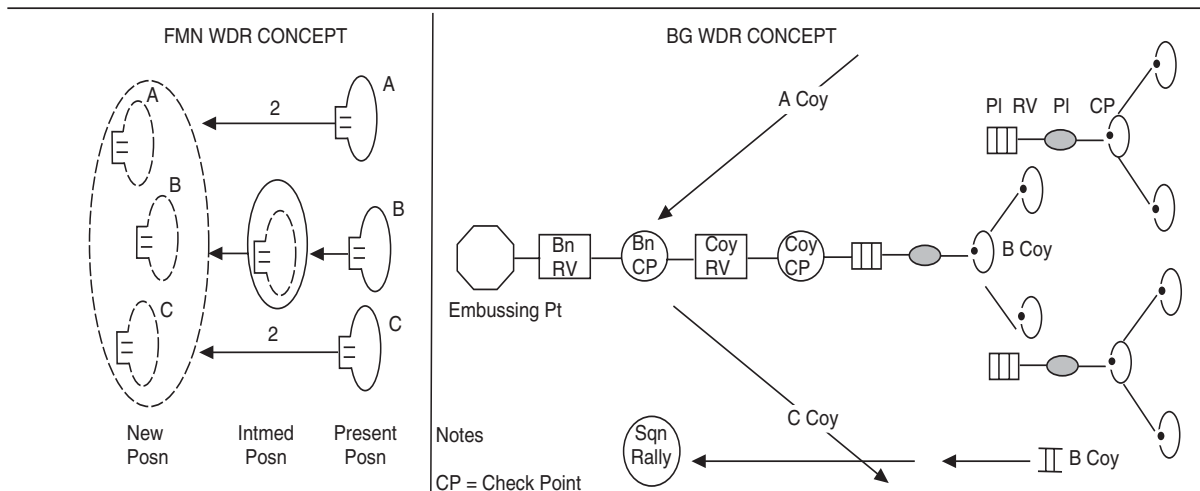 FMN WDR CONCEPT
A
2
A
B
B
C
2
C
New
Posn
Intmed
Posn
Present
Posn
BG WDR CONCEPT
A Coy
Pl RV Pl CP
Bn
RV
Bn
CP
Coy
RV
Coy
CP
B Coy
Embussing Pt
C Coy
Notes
Sqn
Rally
B Coy
CP = Check Point